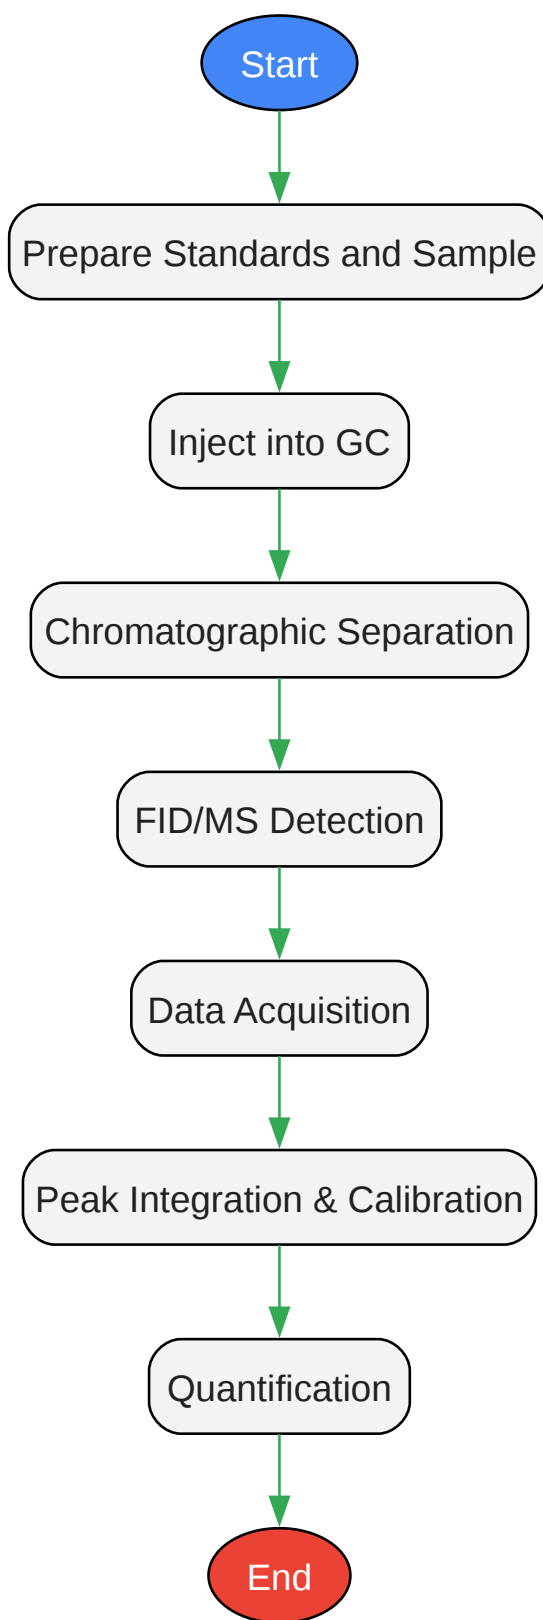 Start
Prepare Standards and Sample
Inject into GC
Chromatographic Separation
FID/MS Detection
Data Acquisition
Peak Integration & Calibration
Quantification
End